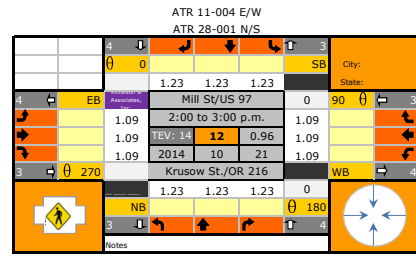 ATR 11-004 E/W
ATR 28-001 N/S
4 3
θ 0 SB City:
1.23 1.23 1.23 State:
4 EB Associates, Inc Mill St/US 97 0 90 θ 3
1.09 2:00 to 3:00 p.m. 1.09
1.09 TEV: 14 12 0.96 1.09
1.09 2014 10 21 1.09
3 θ 270 Krusow St./OR 216 WB 4
1.23 1.23 1.23 0
NB θ 180
3 4
Notes